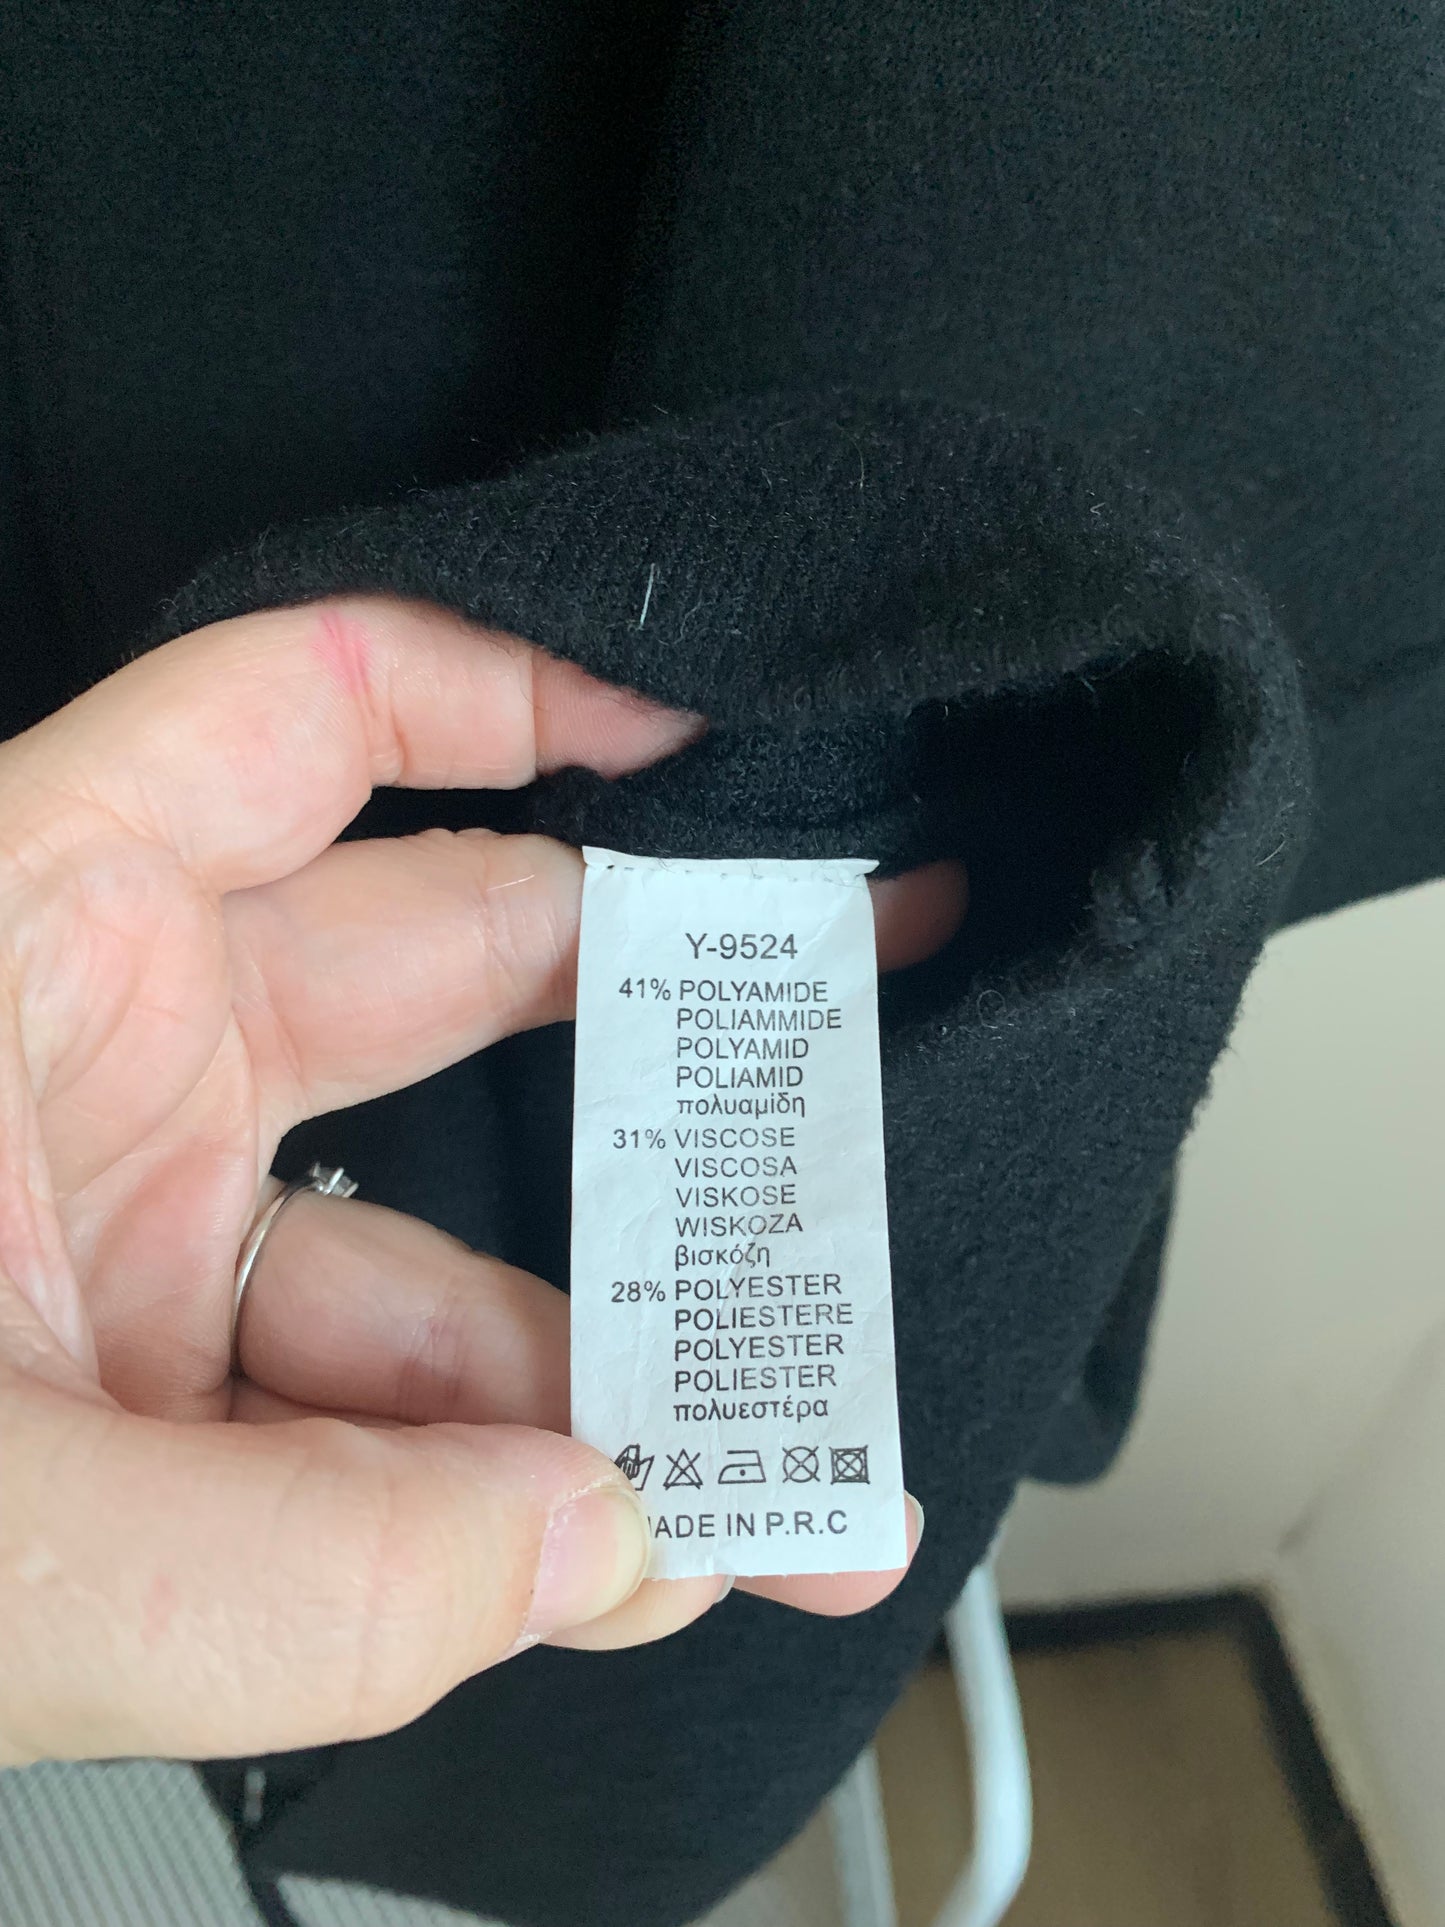 Y-9524
41% POLYAMIDE
POLIAMMIDE
POLYAMID
POLIAMID
πολυαμίδη
31% VISCOSE
VISCOSA
VISKOSE
WISKOZA
βισκόζη
28% POLYESTER
POLIESTERE
POLYESTER
POLIESTER
πολυεστέρα
ADE IN P.R.C